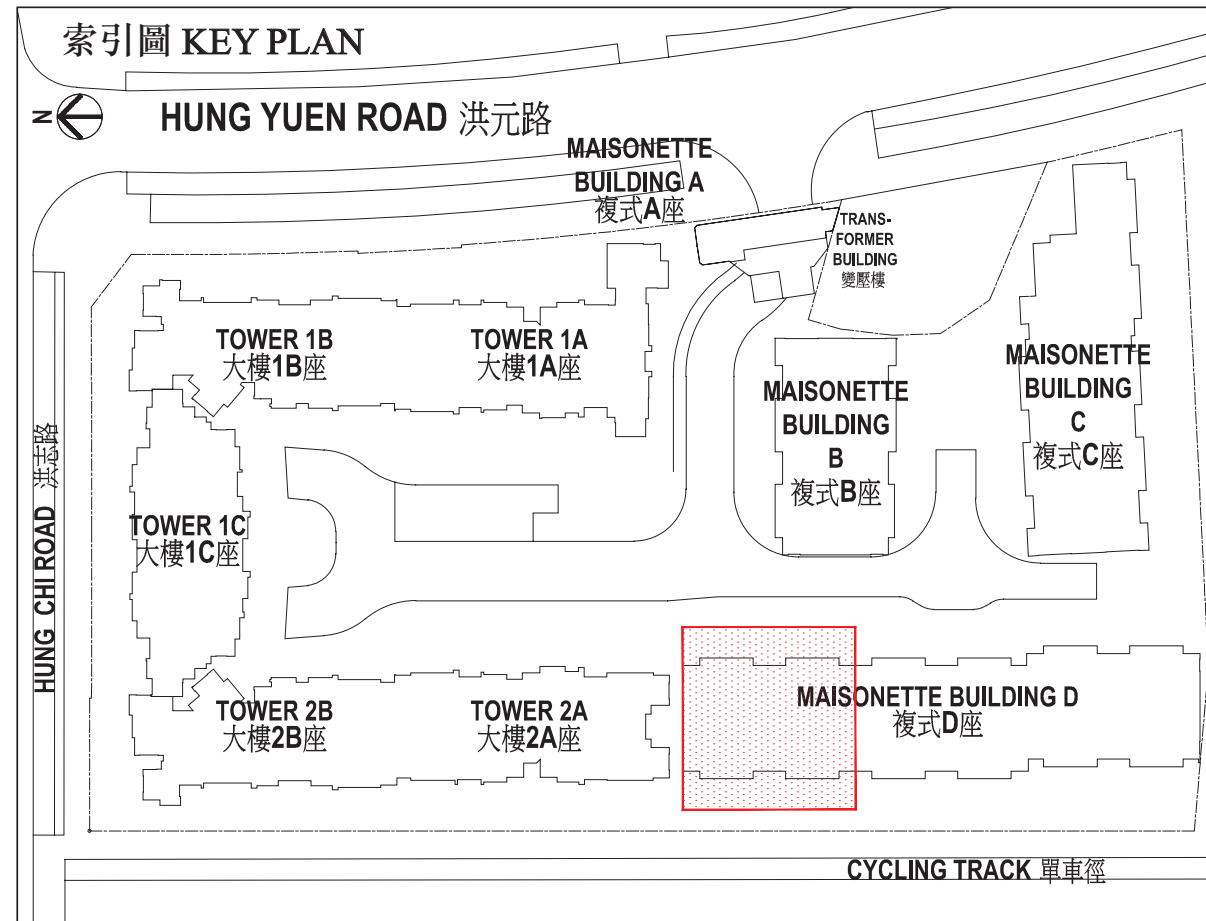 索引圖 KEY PLAN
N
HUNG YUEN ROAD 洪元路
MAISONETTE
BUILDING A
複式A座
TRANS-
FORMER
BUILDING
變壓樓
TOWER 1B
大樓1B座
TOWER 1A
大樓1A座
MAISONETTE
BUILDING
B
複式B座
MAISONETTE
BUILDING
C
複式C座
HUNG CHI ROAD 洪志路
TOWER 1C
大樓1C座
TOWER 2B
大樓2B座
TOWER 2A
大樓2A座
MAISONETTE BUILDING D
複式D座
CYCLING TRACK 單車徑